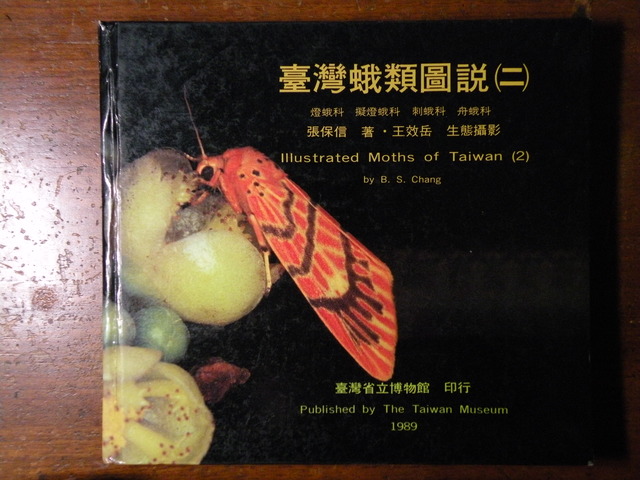 臺灣蛾類圖説(二)
燈蛾科 擬燈蛾科 刺蛾科 舟蛾科
張保信 著・王效岳 生態攝影
Illustrated Moths of Taiwan (2)
by B. S. Chang
臺灣省立博物館 印行
Published by The Taiwan Museum
1989